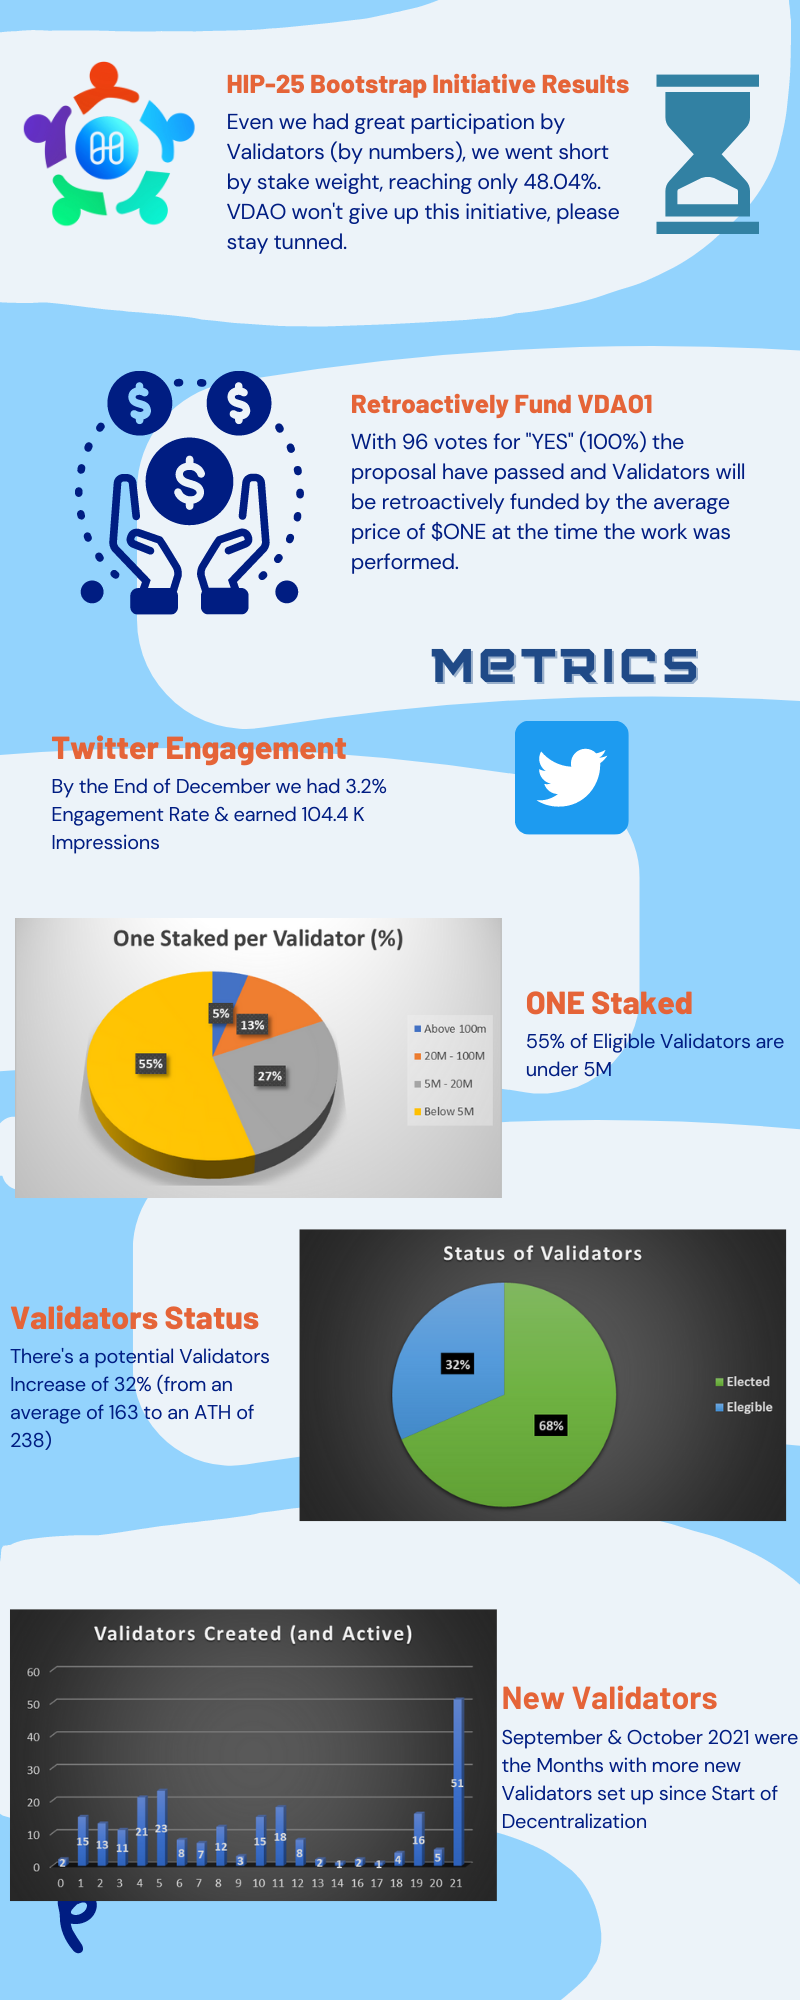 HIP-25 Bootstrap Initiative Results
Even we had great participation by
Validators (by numbers), we went short
by stake weight, reaching only 48.04%.
VDAO won't give up this initiative, please
stay tunned.
$ $
$
Retroactively Fund VDAO1
With 96 votes for "YES" (100%) the
proposal have passed and Validators will
be retroactively funded by the average
price of $ONE at the time the work was
performed.
METRICS
Twitter Engagement
By the End of December we had 3.2%
Engagement Rate & earned 104.4 K
Impressions
One Staked per Validator (%)
5%
13%
27%
55%
Above 100m
20M - 100M
5M - 20M
Below 5M
ONE Staked
55% of Eligible Validators are
under 5M
Validators Status
There's a potential Validators
Increase of 32% (from an
average of 163 to an ATH of
238)
Status of Validators
32%
68%
Elected
Elegible
Validators Created (and Active)
60
50
40
30
20
10
0
2 15 13 11 21 23 8 7 12 3 15 18 8 2 1 2 1 4 16 5 51
0 1 2 3 4 5 6 7 8 9 10 11 12 13 14 16 17 18 19 20 21
New Validators
September & October 2021 were
the Months with more new
Validators set up since Start of
Decentralization